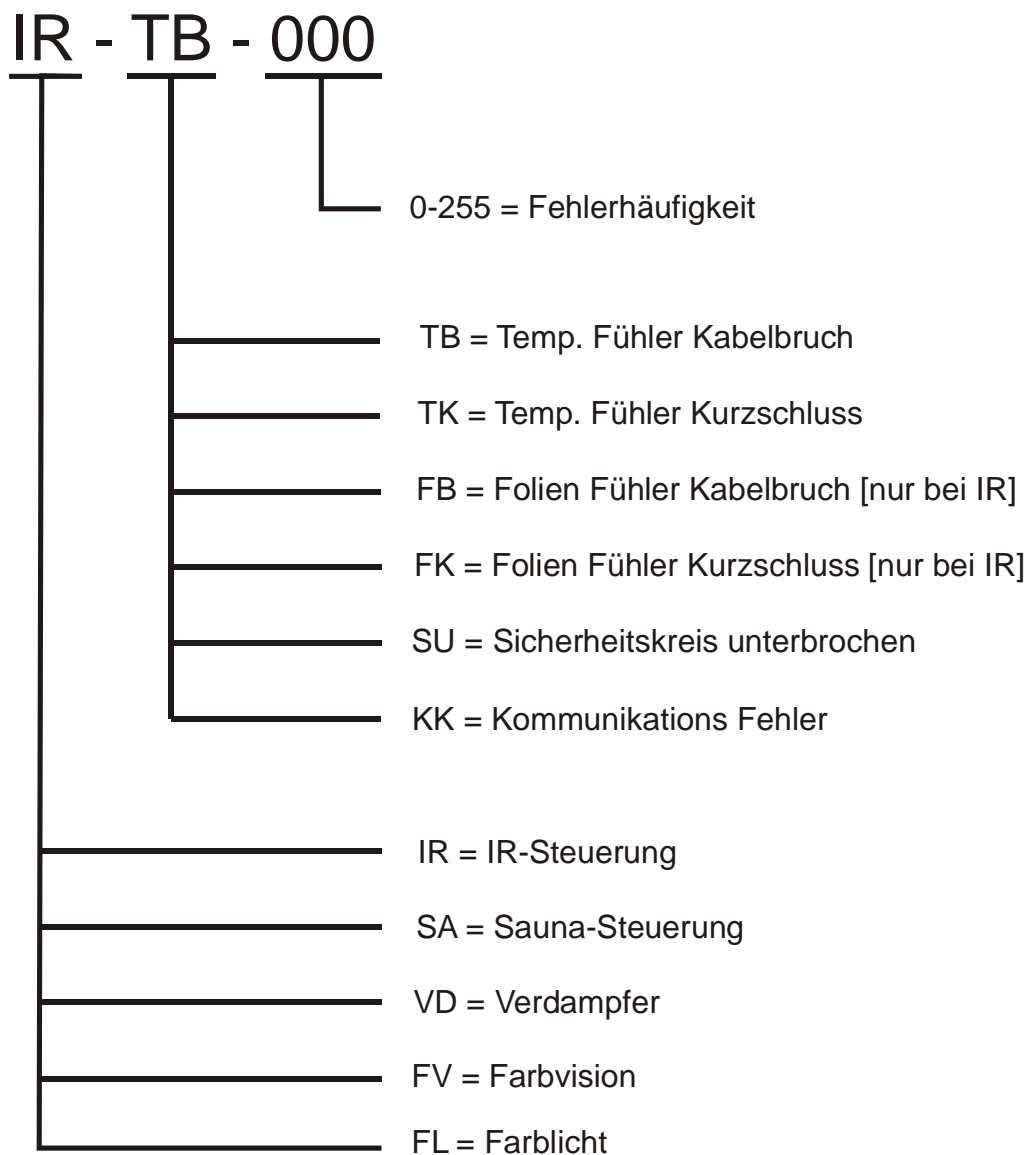 IR - TB - 000
0-255 = Fehlerhäufigkeit
TB = Temp. Fühler Kabelbruch
TK = Temp. Fühler Kurzschluss
FB = Folien Fühler Kabelbruch [nur bei IR]
FK = Folien Fühler Kurzschluss [nur bei IR]
SU = Sicherheitskreis unterbrochen
KK = Kommunikations Fehler
IR = IR-Steuerung
SA = Sauna-Steuerung
VD = Verdampfer
FV = Farbvision
FL = Farblicht